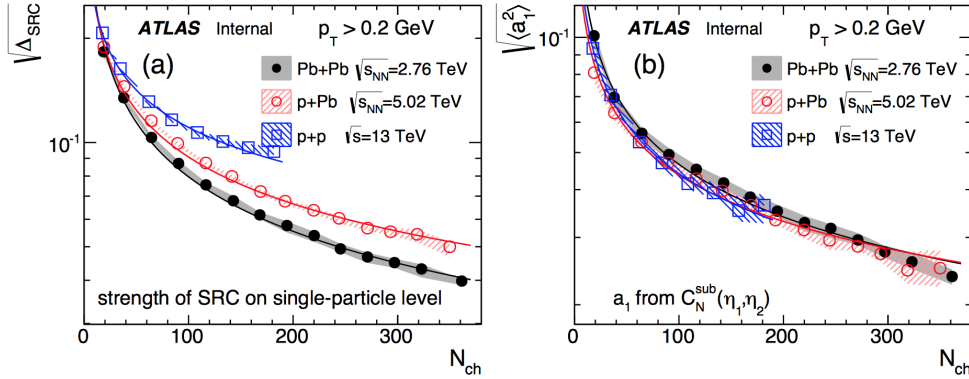 √Δ_SRC
ATLAS Internal
p_T > 0.2 GeV
(a)
Pb+Pb √s_NN=2.76 TeV
p+Pb √s_NN=5.02 TeV
p+p √s=13 TeV
10^-1
strength of SRC on single-particle level
0 100 200 300
N_ch
√⟨a_1^2⟩
ATLAS Internal
p_T > 0.2 GeV
(b)
Pb+Pb √s_NN=2.76 TeV
p+Pb √s_NN=5.02 TeV
p+p √s=13 TeV
10^-1
a_1 from C_N^sub(η_1,η_2)
0 100 200 300
N_ch